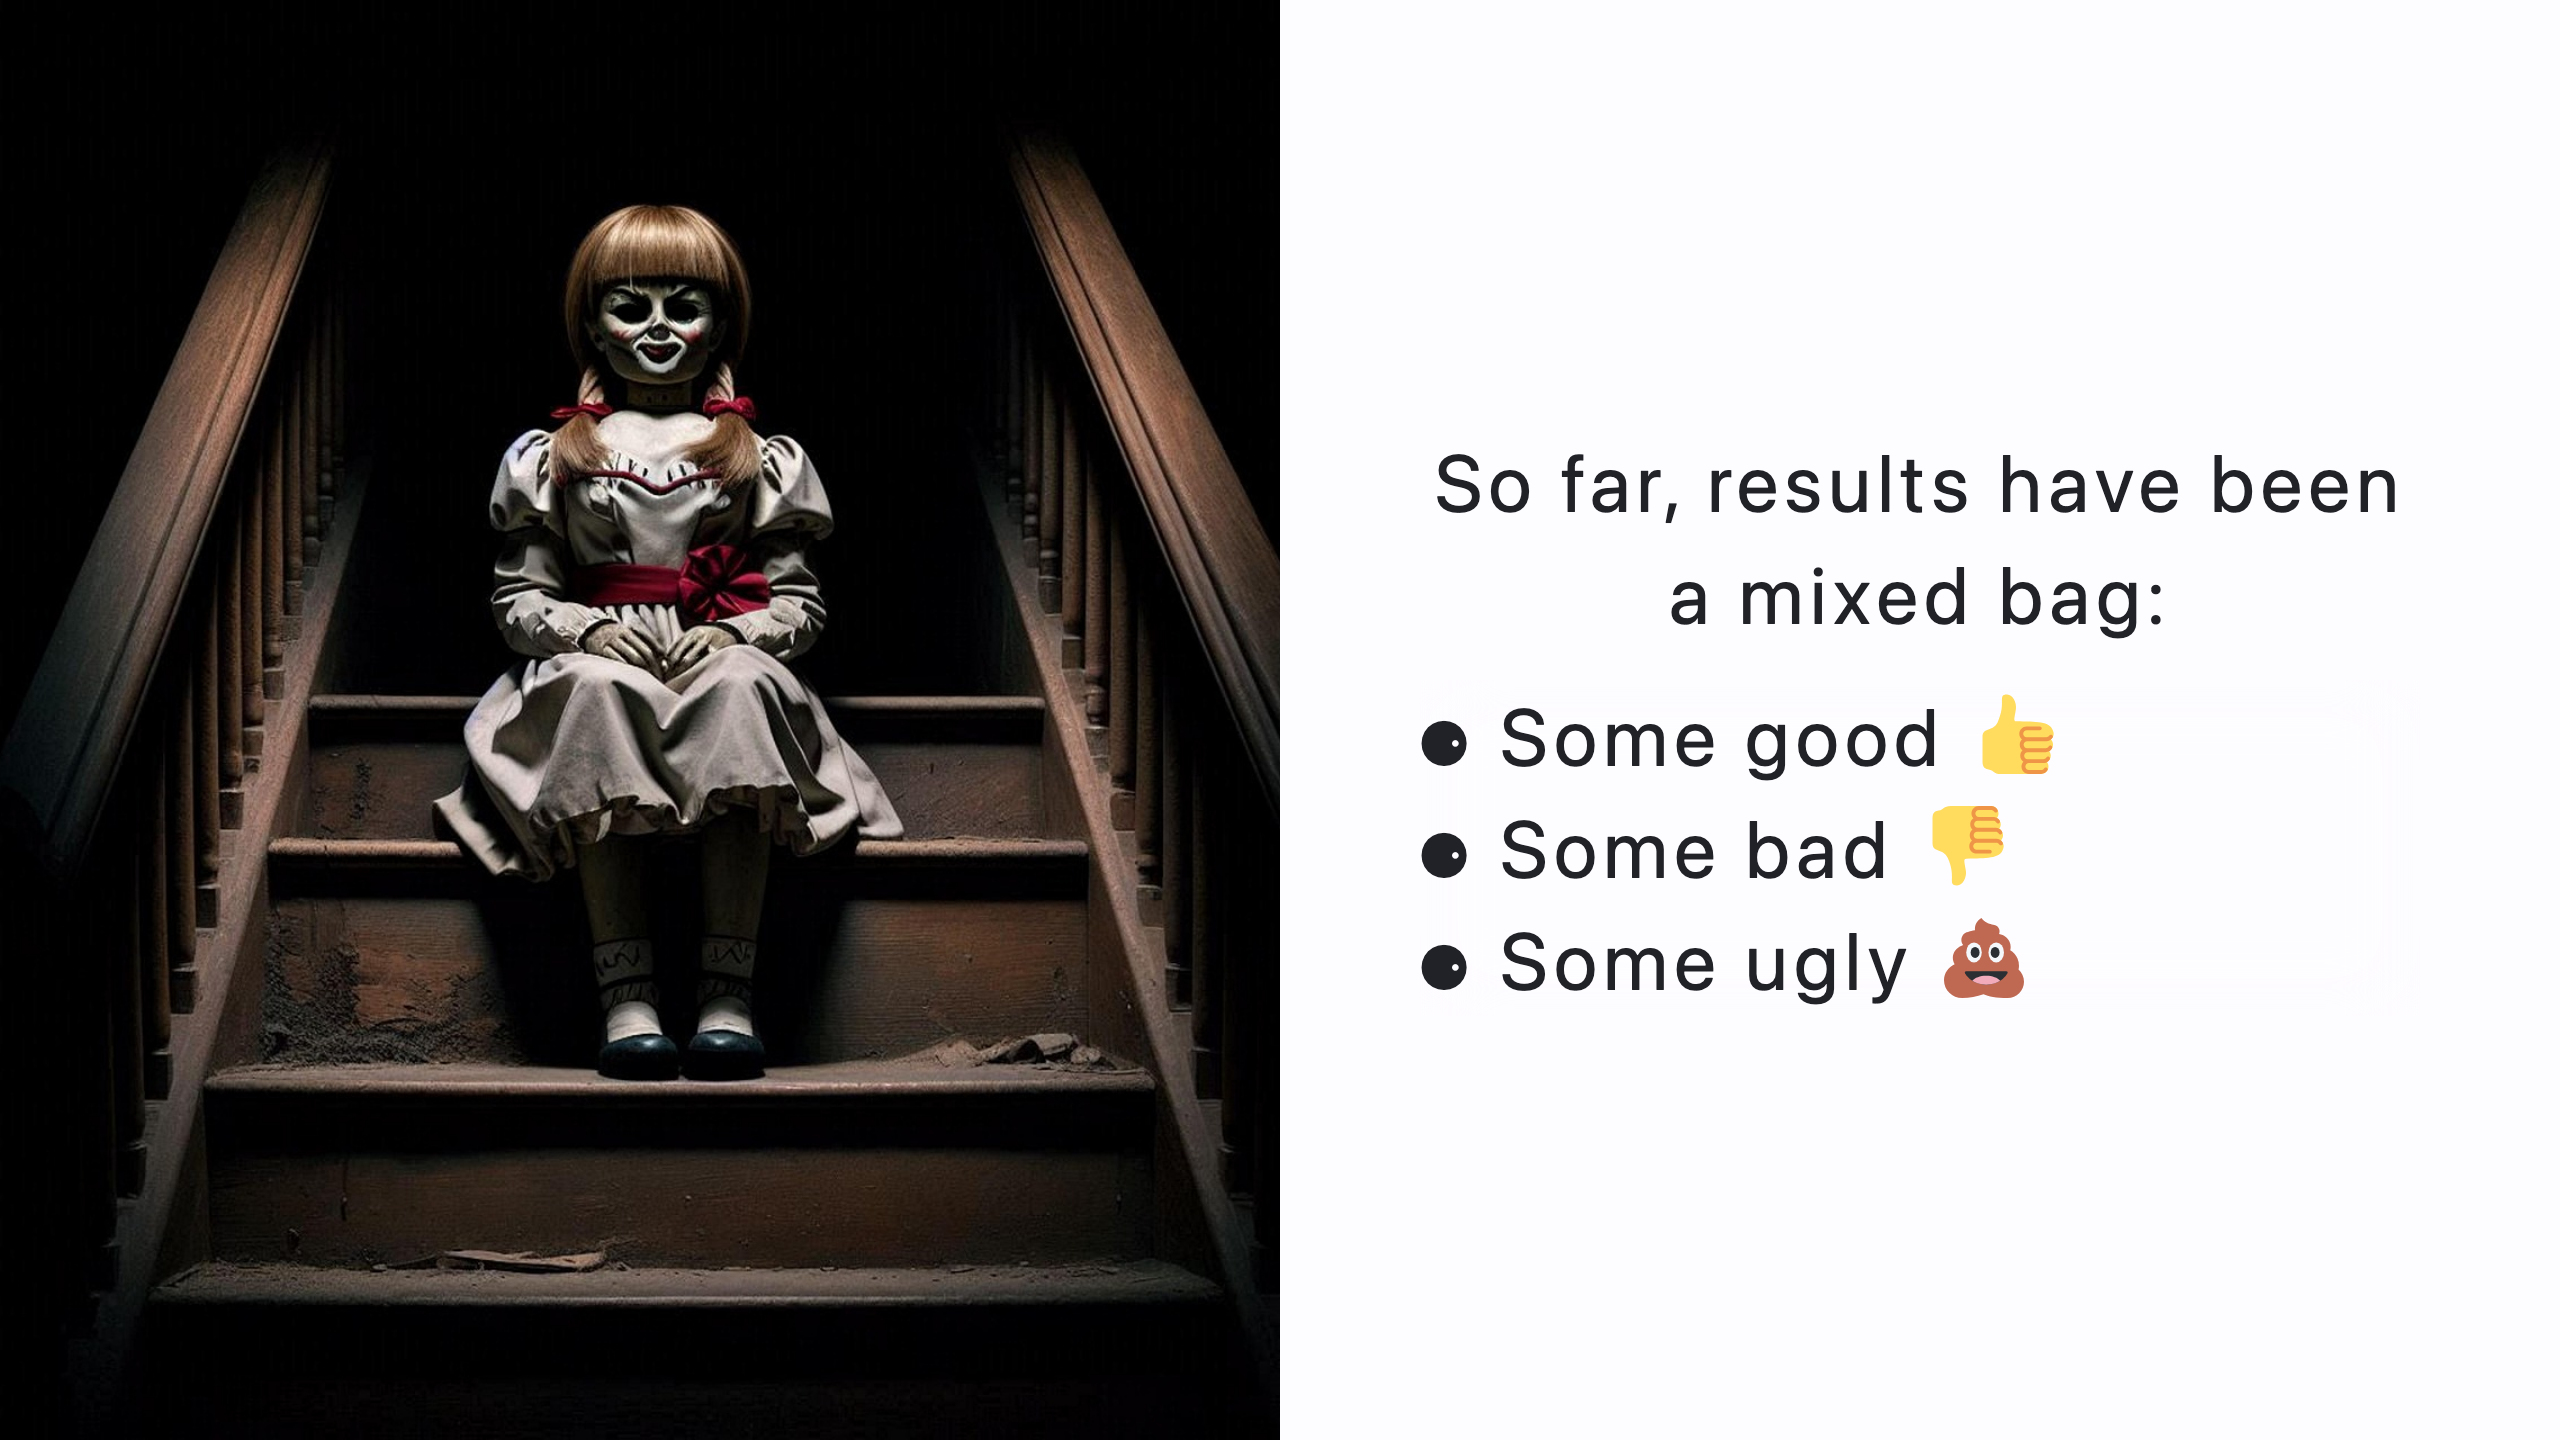 So far, results have been
a mixed bag:
• Some good 👍
• Some bad 👎
• Some ugly 💩